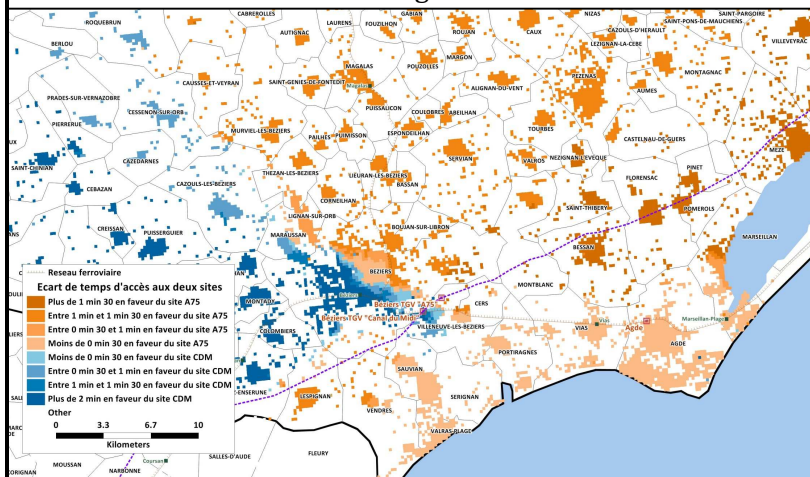 CABREROLLES
GABIAN
NIZAS
SAINT-PARGOIRE
ROQUEBRUN
LAURENS
FOUZILHON
ROUJAN
CAUX
CAZOULS-D'HERAULT
SAINT-PONS-DE-MAUCHIENS
AUTIGNAC
LEZIGNAN-LA-CEBE
VILLEVEYRAC
BERLOU
MAGALAS
POUZOLLES
MARGON
CAUSSES-ET-VEYRAN
SAINT-GENIES-DE-FONTEDIT
Magalas
ALIGNAN-DU-VENT
PEZENAS
MONTAGNAC
AUMES
PRADES-SUR-VERNAZOBRE
CESSENON-SUR-ORB
PUISSALICON
COULOBRES
ABEILHAN
PIERRERUE
MURVIEL-LES-BEZIERS
PAILHES
PUIMISSON
ESPONDEILHAN
TOURBES
CASTELNAU-DE-GUERS
MEZE
CAZEDARNES
SERVIAN
VALROS
NEZIGNAN-L'EVEQUE
PINET
SAINT-CHINIAN
THEZAN-LES-BEZIERS
LIEURAN-LES-BEZIERS
FLORENSAC
CEBAZAN
CAZOULS-LES-BEZIERS
BASSAN
CORNEILHAN
SAINT-THIBERY
POMEROLS
LIGNAN-SUR-ORB
CREISSAN
PUISSERGUIER
MARAUSSAN
BOUJAN-SUR-LIBRON
BESSAN
MARSEILLAN
BEZIERS
MONTBLANC
Béziers
Béziers TGV "A75"
CERS
MONTADY
Béziers TGV "Canal du Midi"
VILLENEUVE-LES-BEZIERS
VIAS
Vias
Agde
Marseillan-Plage
COLOMBIERS
AGDE
PORTIRAGNES
SAUVIAN
LESPIGNAN
VENDRES
SERIGNAN
VALRAS-PLAGE
Reseau ferroviaire
Ecart de temps d'accès aux deux sites
Plus de 1 min 30 en faveur du site A75
Entre 1 min et 1 min 30 en faveur du site A75
Entre 0 min 30 et 1 min en faveur du site A75
Moins de 0 min 30 en faveur du site A75
Moins de 0 min 30 en faveur du site CDM
Entre 0 min 30 et 1 min en faveur du site CDM
Entre 1 min et 1 min 30 en faveur du site CDM
Plus de 2 min en faveur du site CDM
Other
0 3.3 6.7 10
Kilometers
SALLES-D'AUDE
FLEURY
MOUSSAN
NARBONNE
Coursan